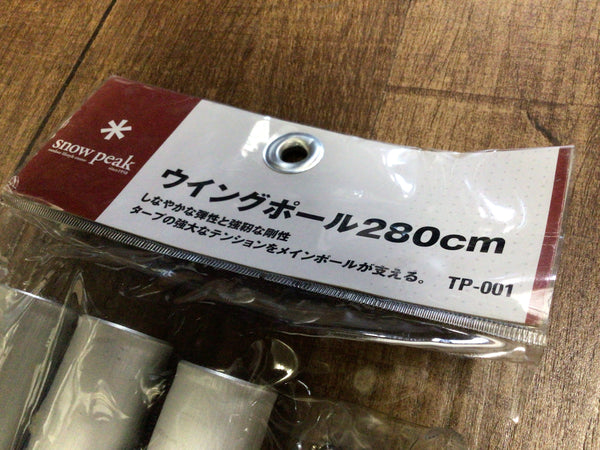 snow peak
ウイングポール280cm
しなやかな弾性と強靭な剛性
タープの強大なテンションをメインポールが支える。
TP-001